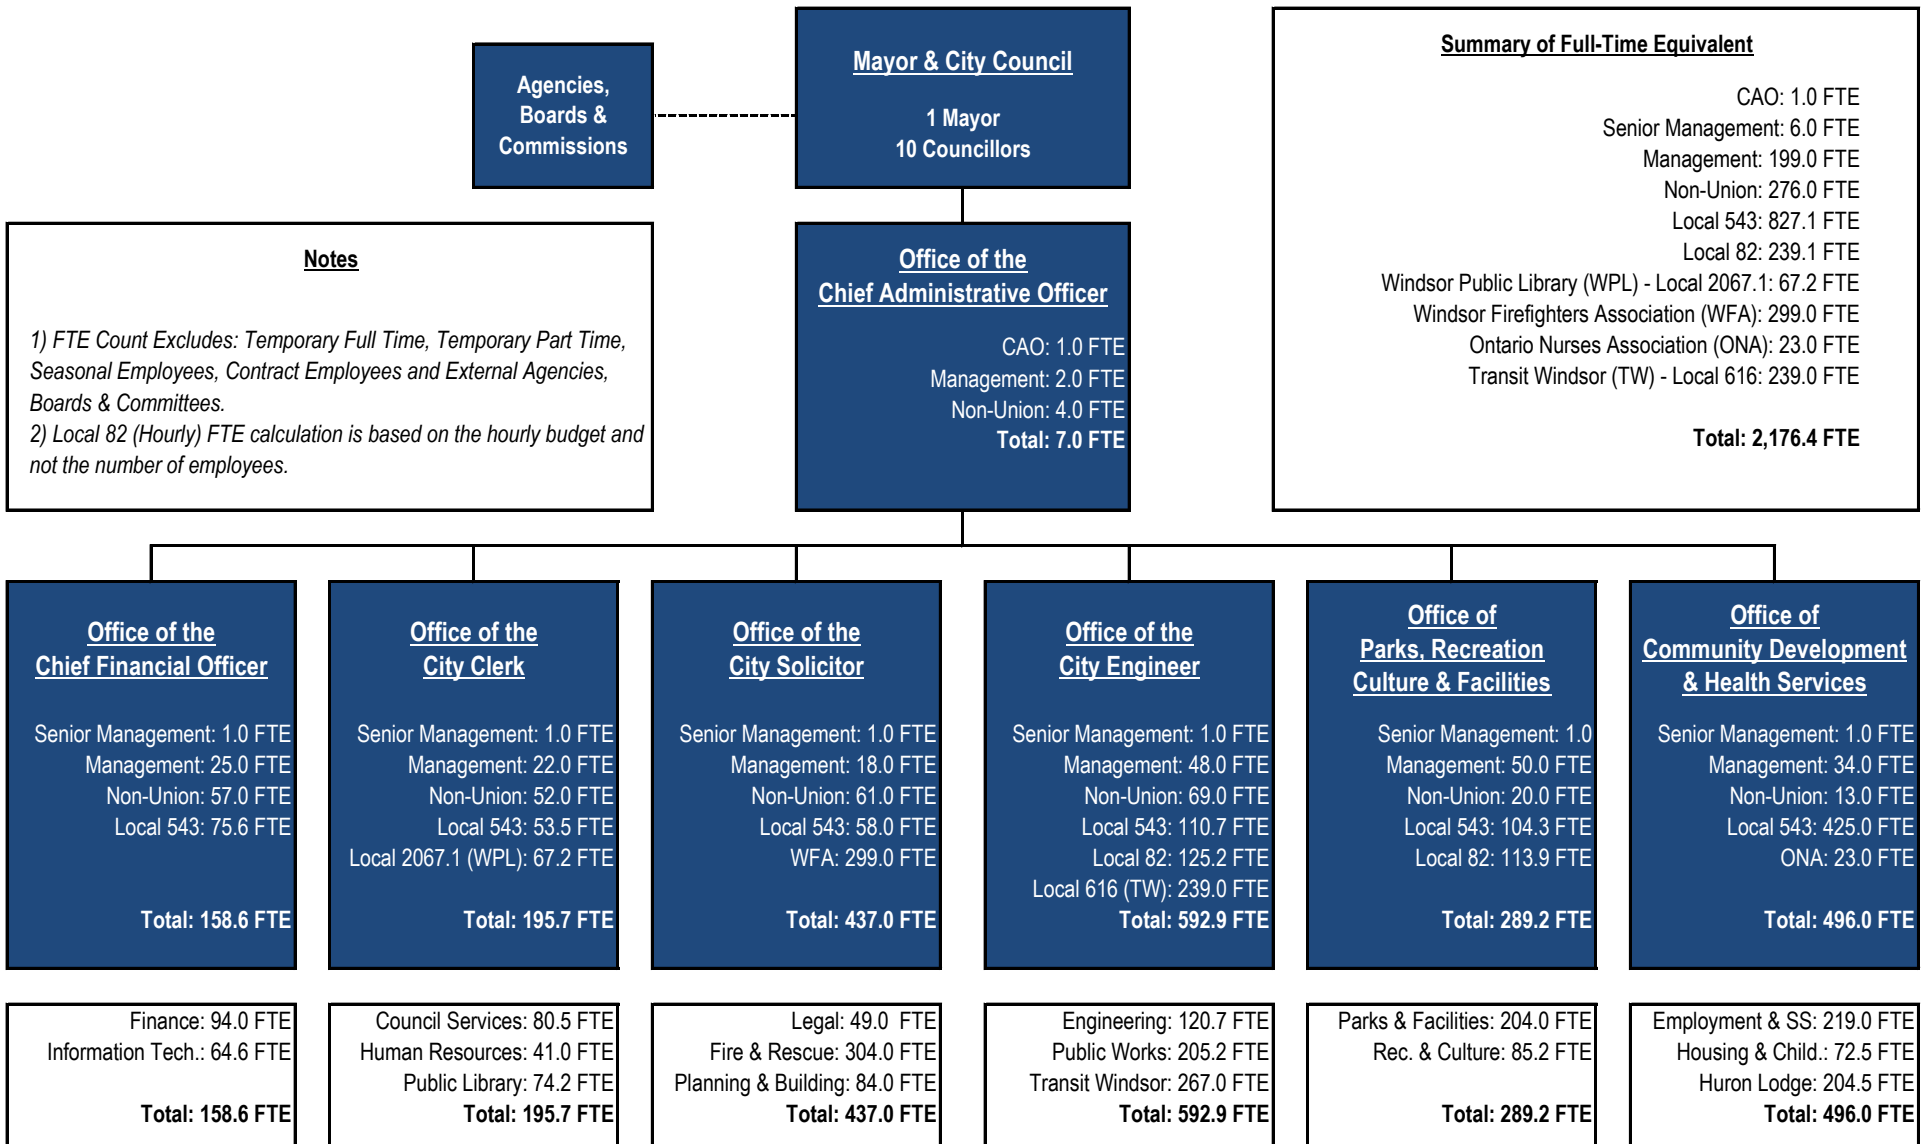 Agencies,
Boards &
Commissions
Mayor & City Council
1 Mayor
10 Councillors
Summary of Full-Time Equivalent
CAO: 1.0 FTE
Senior Management: 6.0 FTE
Management: 199.0 FTE
Non-Union: 276.0 FTE
Local 543: 827.1 FTE
Local 82: 239.1 FTE
Windsor Public Library (WPL) - Local 2067.1: 67.2 FTE
Windsor Firefighters Association (WFA): 299.0 FTE
Ontario Nurses Association (ONA): 23.0 FTE
Transit Windsor (TW) - Local 616: 239.0 FTE
Total: 2,176.4 FTE
Notes
1) FTE Count Excludes: Temporary Full Time, Temporary Part Time,
Seasonal Employees, Contract Employees and External Agencies,
Boards & Committees.
2) Local 82 (Hourly) FTE calculation is based on the hourly budget and
not the number of employees.
Office of the
Chief Administrative Officer
CAO: 1.0 FTE
Management: 2.0 FTE
Non-Union: 4.0 FTE
Total: 7.0 FTE
Office of the
Chief Financial Officer
Senior Management: 1.0 FTE
Management: 25.0 FTE
Non-Union: 57.0 FTE
Local 543: 75.6 FTE
Total: 158.6 FTE
Office of the
City Clerk
Senior Management: 1.0 FTE
Management: 22.0 FTE
Non-Union: 52.0 FTE
Local 543: 53.5 FTE
Local 2067.1 (WPL): 67.2 FTE
Total: 195.7 FTE
Office of the
City Solicitor
Senior Management: 1.0 FTE
Management: 18.0 FTE
Non-Union: 61.0 FTE
Local 543: 58.0 FTE
WFA: 299.0 FTE
Total: 437.0 FTE
Office of the
City Engineer
Senior Management: 1.0 FTE
Management: 48.0 FTE
Non-Union: 69.0 FTE
Local 543: 110.7 FTE
Local 82: 125.2 FTE
Local 616 (TW): 239.0 FTE
Total: 592.9 FTE
Office of
Parks, Recreation
Culture & Facilities
Senior Management: 1.0
Management: 50.0 FTE
Non-Union: 20.0 FTE
Local 543: 104.3 FTE
Local 82: 113.9 FTE
Total: 289.2 FTE
Office of
Community Development
& Health Services
Senior Management: 1.0 FTE
Management: 34.0 FTE
Non-Union: 13.0 FTE
Local 543: 425.0 FTE
ONA: 23.0 FTE
Total: 496.0 FTE
Finance: 94.0 FTE
Information Tech.: 64.6 FTE
Total: 158.6 FTE
Council Services: 80.5 FTE
Human Resources: 41.0 FTE
Public Library: 74.2 FTE
Total: 195.7 FTE
Legal: 49.0 FTE
Fire & Rescue: 304.0 FTE
Planning & Building: 84.0 FTE
Total: 437.0 FTE
Engineering: 120.7 FTE
Public Works: 205.2 FTE
Transit Windsor: 267.0 FTE
Total: 592.9 FTE
Parks & Facilities: 204.0 FTE
Rec. & Culture: 85.2 FTE
Total: 289.2 FTE
Employment & SS: 219.0 FTE
Housing & Child.: 72.5 FTE
Huron Lodge: 204.5 FTE
Total: 496.0 FTE